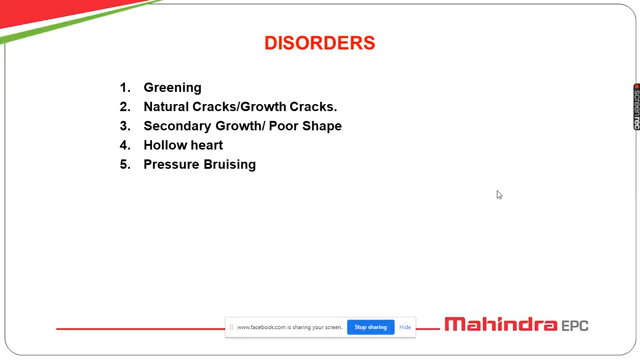 DISORDERS
1. Greening
2. Natural Cracks/Growth Cracks.
3. Secondary Growth/ Poor Shape
4. Hollow heart
5. Pressure Bruising
www.facebook.com is sharing your screen. Stop sharing Hide
Mahindra EPC